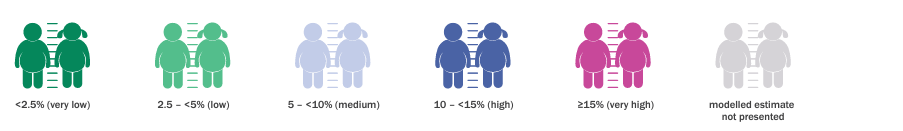 <2.5% (very low)
2.5 – <5% (low)
5 – <10% (medium)
10 – <15% (high)
≥15% (very high)
modelled estimate
not presented